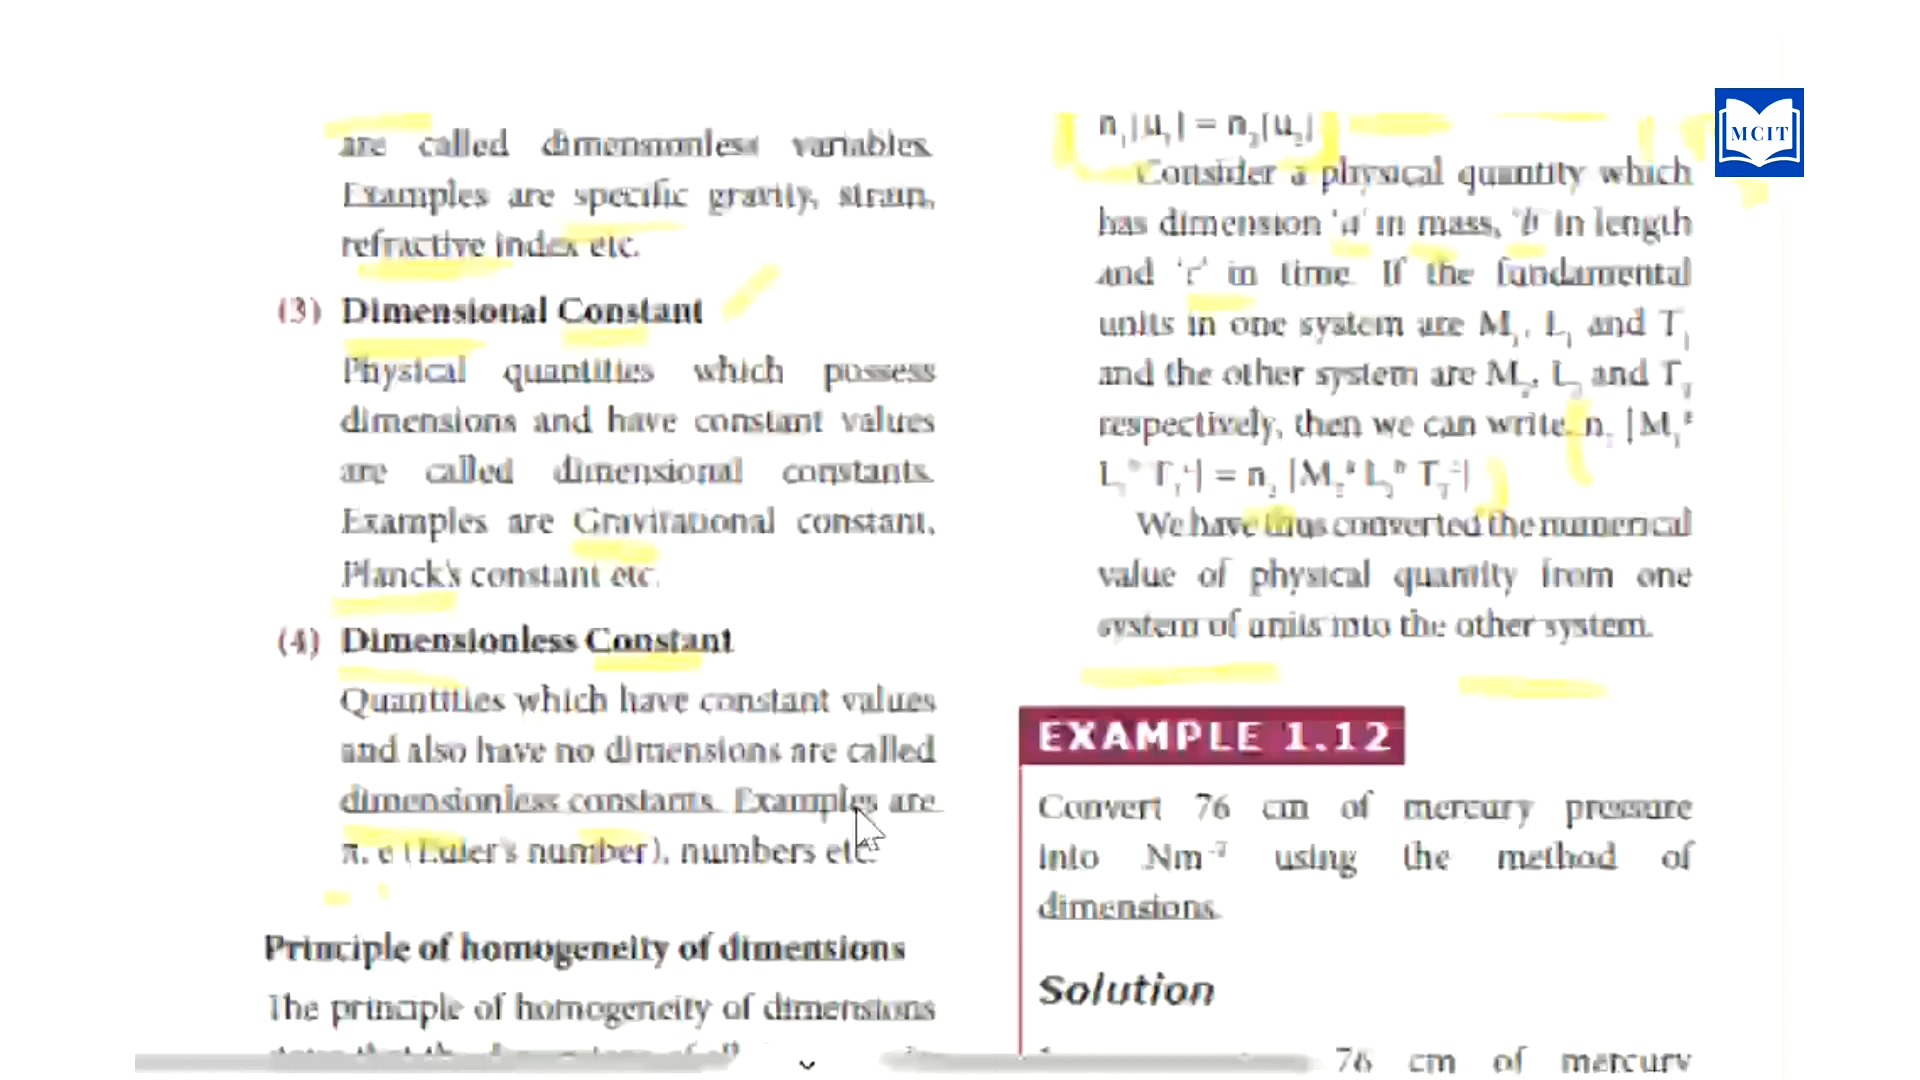 are called dimensionless variables.
Examples are specific gravity, strain,
refractive index etc.
(3) Dimensional Constant
Physical quantities which possess
dimensions and have constant values
are called dimensional constants.
Examples are Gravitational constant,
Planck's constant etc.
(4) Dimensionless Constant
Quantities which have constant values
and also have no dimensions are called
dimensionless constants. Examples are
π, e (Euler's number), numbers etc.
Principle of homogeneity of dimensions
The principle of homogeneity of dimensions
n₁[u₁] = n₂[u₂]
Consider a physical quantity which
has dimension 'a' in mass, 'b' in length
and 'c' in time. If the fundamental
units in one system are M₁, L₁ and T₁
and the other system are M₂, L₂ and T₂
respectively, then we can write, n₁ [M₁ᵃ
L₁ᵇ T₁ᶜ] = n₂ [M₂ᵃ L₂ᵇ T₂ᶜ]
We have thus converted the numerical
value of physical quantity from one
system of units into the other system.
EXAMPLE 1.12
Convert 76 cm of mercury pressure
into Nm⁻² using the method of
dimensions.
Solution
76 cm of mercury
MCIT